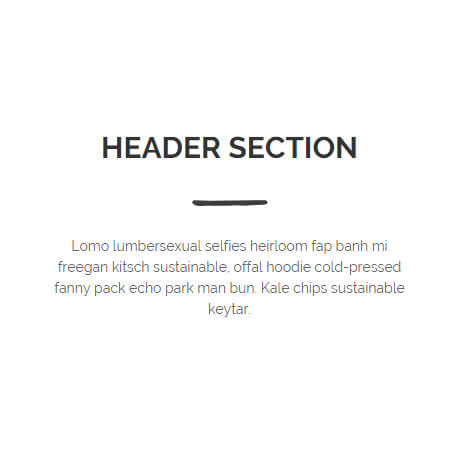 HEADER SECTION
Lomo lumbersexual selfies heirloom fap banh mi
freegan kitsch sustainable, offal hoodie cold-pressed
fanny pack echo park man bun. Kale chips sustainable
keytar.